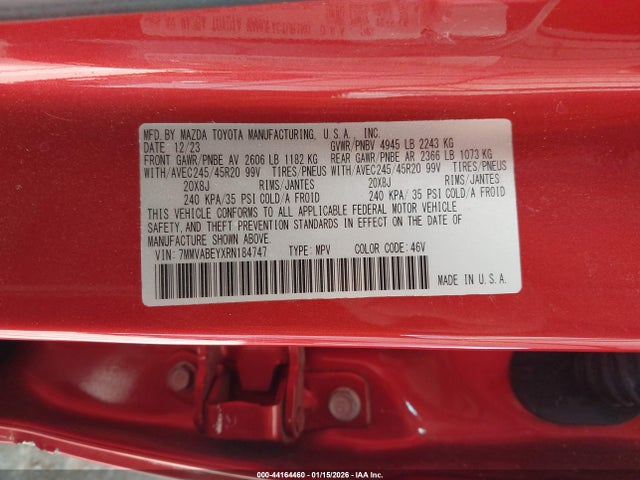 MFD. BY MAZDA TOYOTA MANUFACTURING, U.S.A. INC.
DATE 12/23 GVWR/PNBV 4945 LB 2243 KG
FRONT GAWR/PNBE AV 2606 LB 1182 KG REAR GAWR/PNBE AR 2366 LB 1073 KG
WITH/AVEC245/45R20 99V TIRES/PNEUS WITH/AVEC245/45R20 99V TIRES/PNEUS
20X8J RIMS/JANTES 20X8J RIMS/JANTES
240 KPA/ 35 PSI COLD/A FROID 240 KPA/ 35 PSI COLD/A FROID
THIS VEHICLE CONFORMS TO ALL APPLICABLE FEDERAL MOTOR VEHICLE
SAFETY, AND THEFT PREVENTION STANDARDS IN EFFECT ON THE DATE OF
MANUFACTURE SHOWN ABOVE.
VIN: 7MMVABEYXRN184747 TYPE: MPV COLOR CODE: 46V
MADE IN U.S.A.
000-44164460 - 01/15/2026 - IAA Inc.